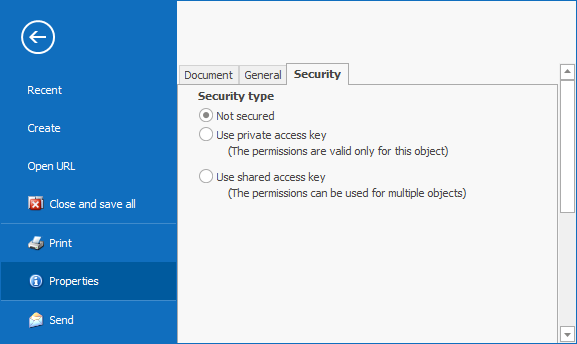 Recent
Create
Open URL
Close and save all
Print
Properties
Send
Document General Security
Security type
Not secured
Use private access key
(The permissions are valid only for this object)
Use shared access key
(The permissions can be used for multiple objects)